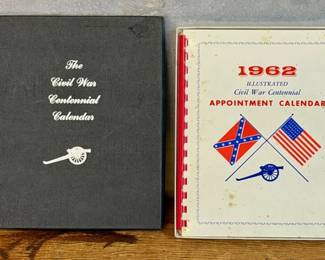 The
Civil War
Centennial
Calendar
1962
ILLUSTRATED
Civil War Centennial
APPOINTMENT CALENDAR